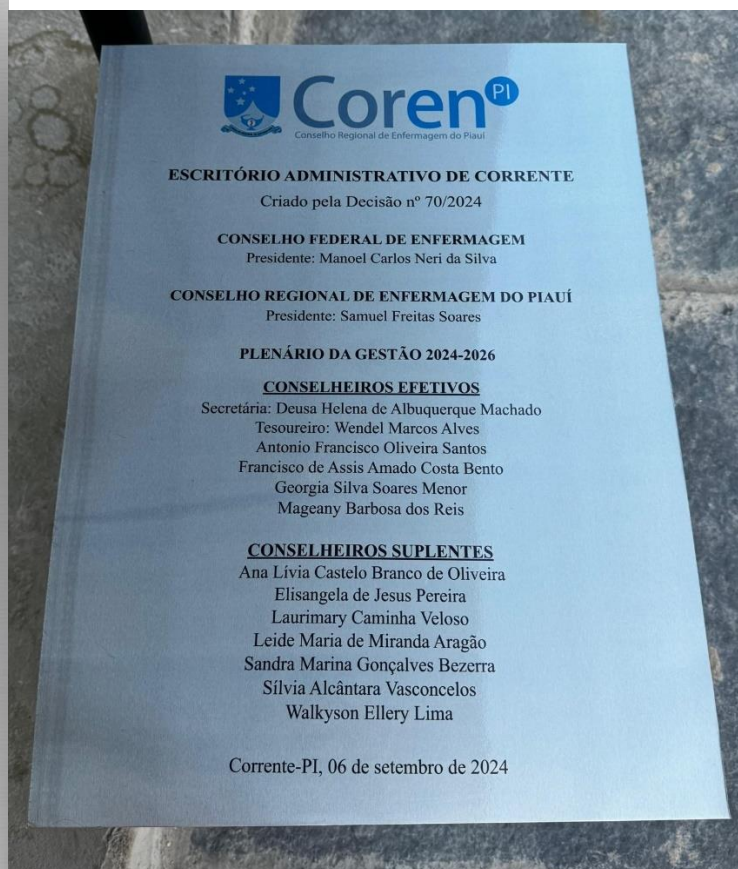 Coren PI
Conselho Regional de Enfermagem do Piauí
ESCRITÓRIO ADMINISTRATIVO DE CORRENTE
Criado pela Decisão nº 70/2024
CONSELHO FEDERAL DE ENFERMAGEM
Presidente: Manoel Carlos Neri da Silva
CONSELHO REGIONAL DE ENFERMAGEM DO PIAUÍ
Presidente: Samuel Freitas Soares
PLENÁRIO DA GESTÃO 2024-2026
CONSELHEIROS EFETIVOS
Secretária: Deusa Helena de Albuquerque Machado
Tesoureiro: Wendel Marcos Alves
Antonio Francisco Oliveira Santos
Francisco de Assis Amado Costa Bento
Georgia Silva Soares Menor
Mageany Barbosa dos Reis
CONSELHEIROS SUPLENTES
Ana Lívia Castelo Branco de Oliveira
Elisangela de Jesus Pereira
Laurimary Caminha Veloso
Leide Maria de Miranda Aragão
Sandra Marina Gonçalves Bezerra
Sílvia Alcântara Vasconcelos
Walkyson Ellery Lima
Corrente-PI, 06 de setembro de 2024